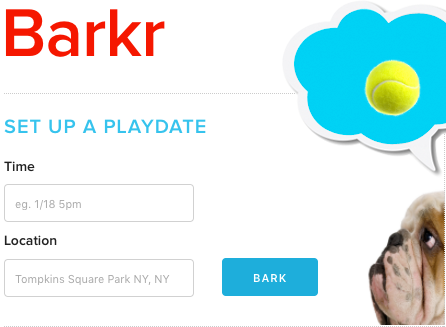 Barkr
SET UP A PLAYDATE
Time
eg. 1/18 5pm
Location
Tompkins Square Park NY, NY
BARK